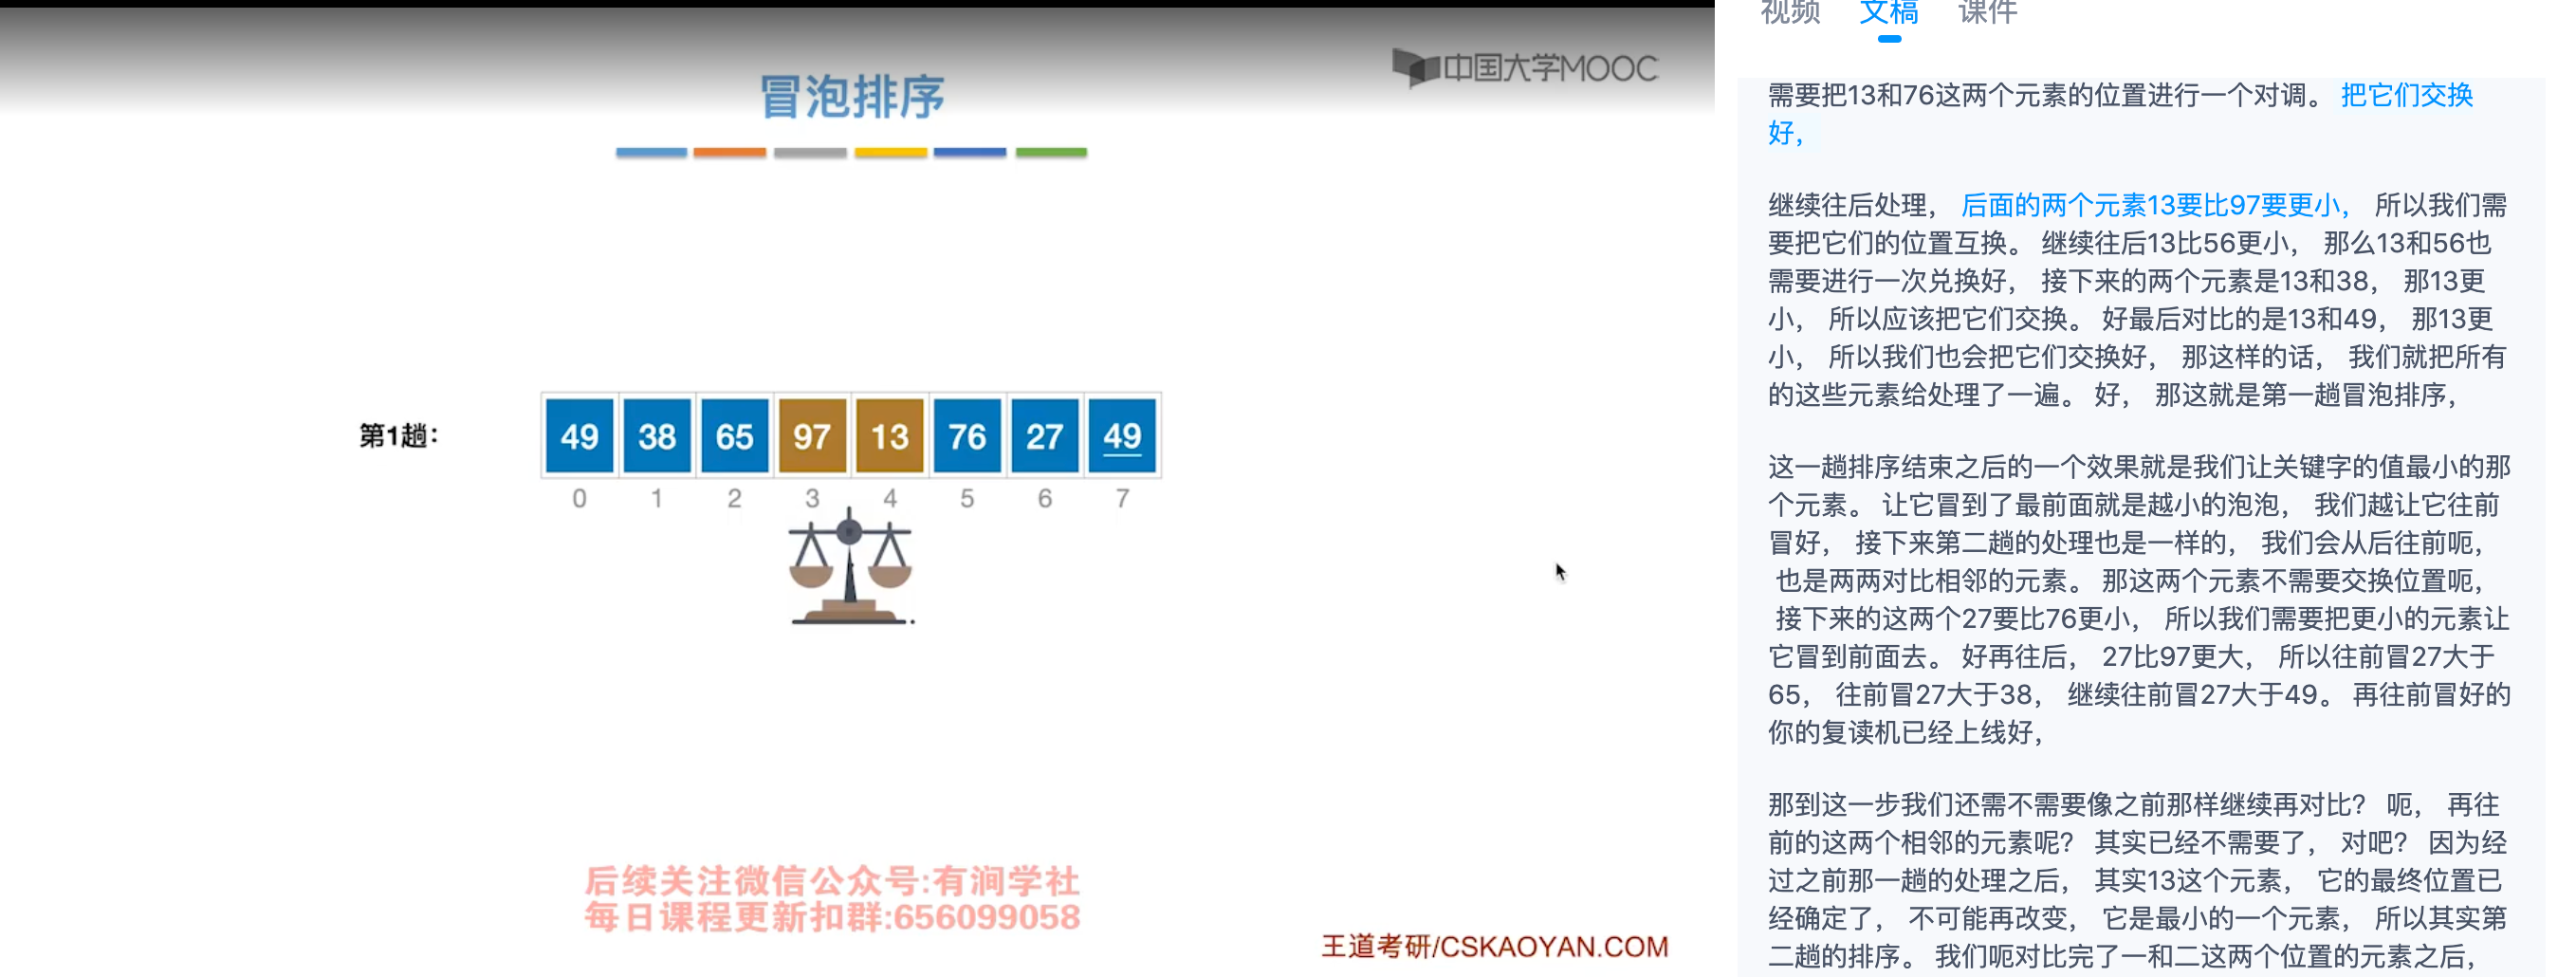 冒泡排序
中国大学MOOC
第1趟：
49 38 65 97 13 76 27 49
0 1 2 3 4 5 6 7
后续关注微信公众号:有涧学社
每日课程更新扣群:656099058
王道考研/CSKAOYAN.COM
视频 文稿 课件
需要把13和76这两个元素的位置进行一个对调。 把它们交换
好，
继续往后处理， 后面的两个元素13要比97要更小， 所以我们需
要把它们的位置互换。 继续往后13比56更小， 那么13和56也
需要进行一次兑换好， 接下来的两个元素是13和38， 那13更
小， 所以应该把它们交换。 好最后对比的是13和49， 那13更
小， 所以我们也会把它们交换好， 那这样的话， 我们就把所有
的这些元素给处理了一遍。 好， 那这就是第一趟冒泡排序，
这一趟排序结束之后的一个效果就是我们让关键字的值最小的那
个元素。 让它冒到了最前面就是越小的泡泡， 我们越让它往前
冒好， 接下来第二趟的处理也是一样的， 我们会从后往前呃，
也是两两对比相邻的元素。 那这两个元素不需要交换位置呃，
接下来的这两个27要比76更小， 所以我们需要把更小的元素让
它冒到前面去。 好再往后， 27比97更大， 所以往前冒27大于
65， 往前冒27大于38， 继续往前冒27大于49。 再往前冒好的
你的复读机已经上线好，
那到这一步我们还需不需要像之前那样继续再对比？ 呃， 再往
前的这两个相邻的元素呢？ 其实已经不需要了， 对吧？ 因为经
过之前那一趟的处理之后， 其实13这个元素， 它的最终位置已
经确定了， 不可能再改变， 它是最小的一个元素， 所以其实第
二趟的排序。 我们呃对比完了一和二这两个位置的元素之后，